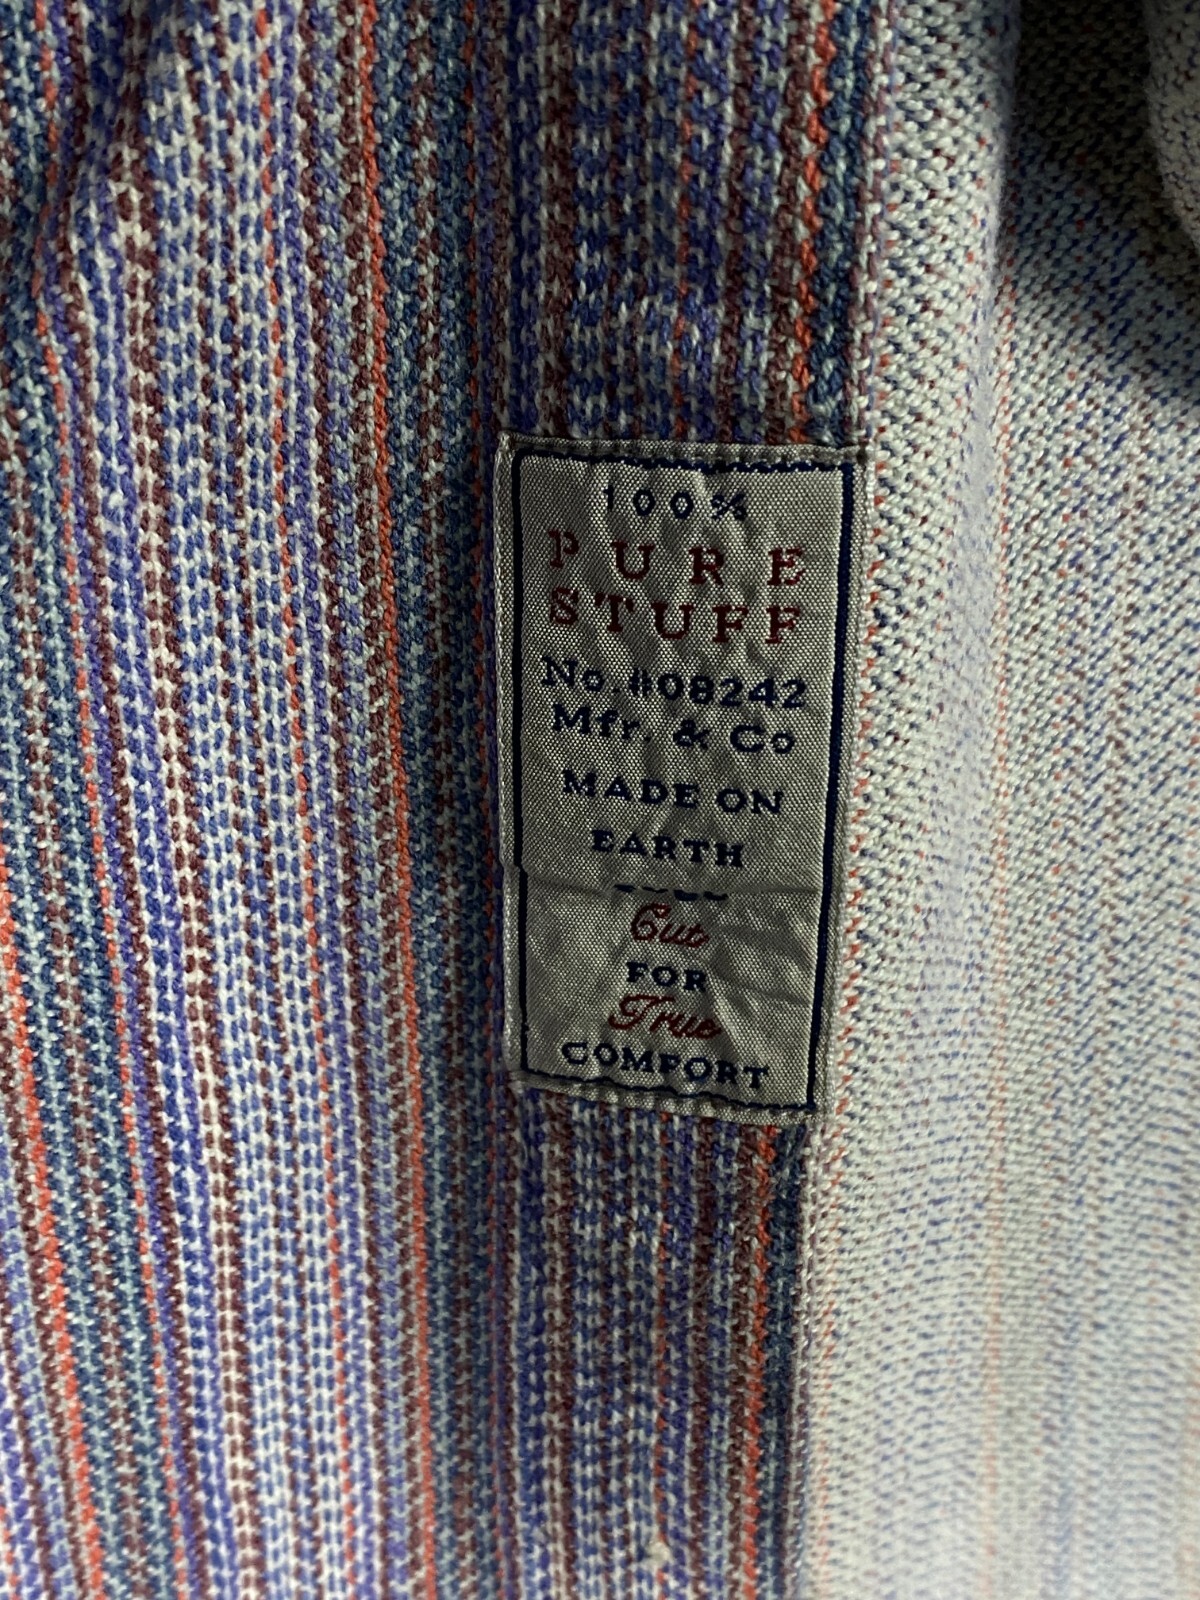 100%
PURE
STUFF
No.#08242
Mfr. & Co
MADE ON
EARTH
Cut
FOR
True
COMFORT